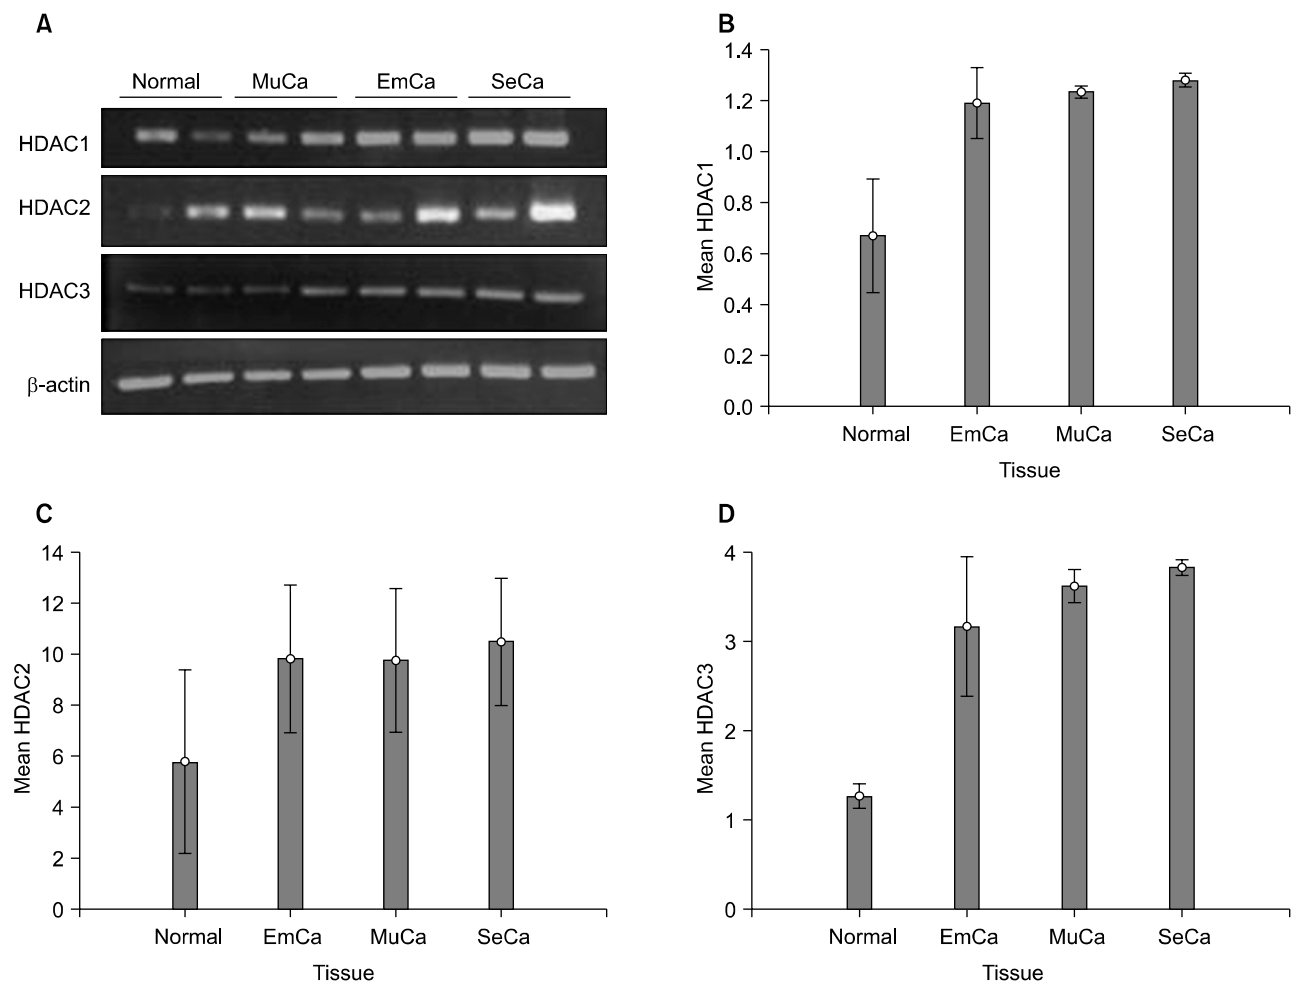 A
Normal MuCa EmCa SeCa
HDAC1
HDAC2
HDAC3
β-actin
B
Mean HDAC1
1.4
1.2
1.0
0.8
0.6
0.4
0.2
0.0
Normal EmCa MuCa SeCa
Tissue
C
Mean HDAC2
14
12
10
8
6
4
2
0
Normal EmCa MuCa SeCa
Tissue
D
Mean HDAC3
4
3
2
1
0
Normal EmCa MuCa SeCa
Tissue